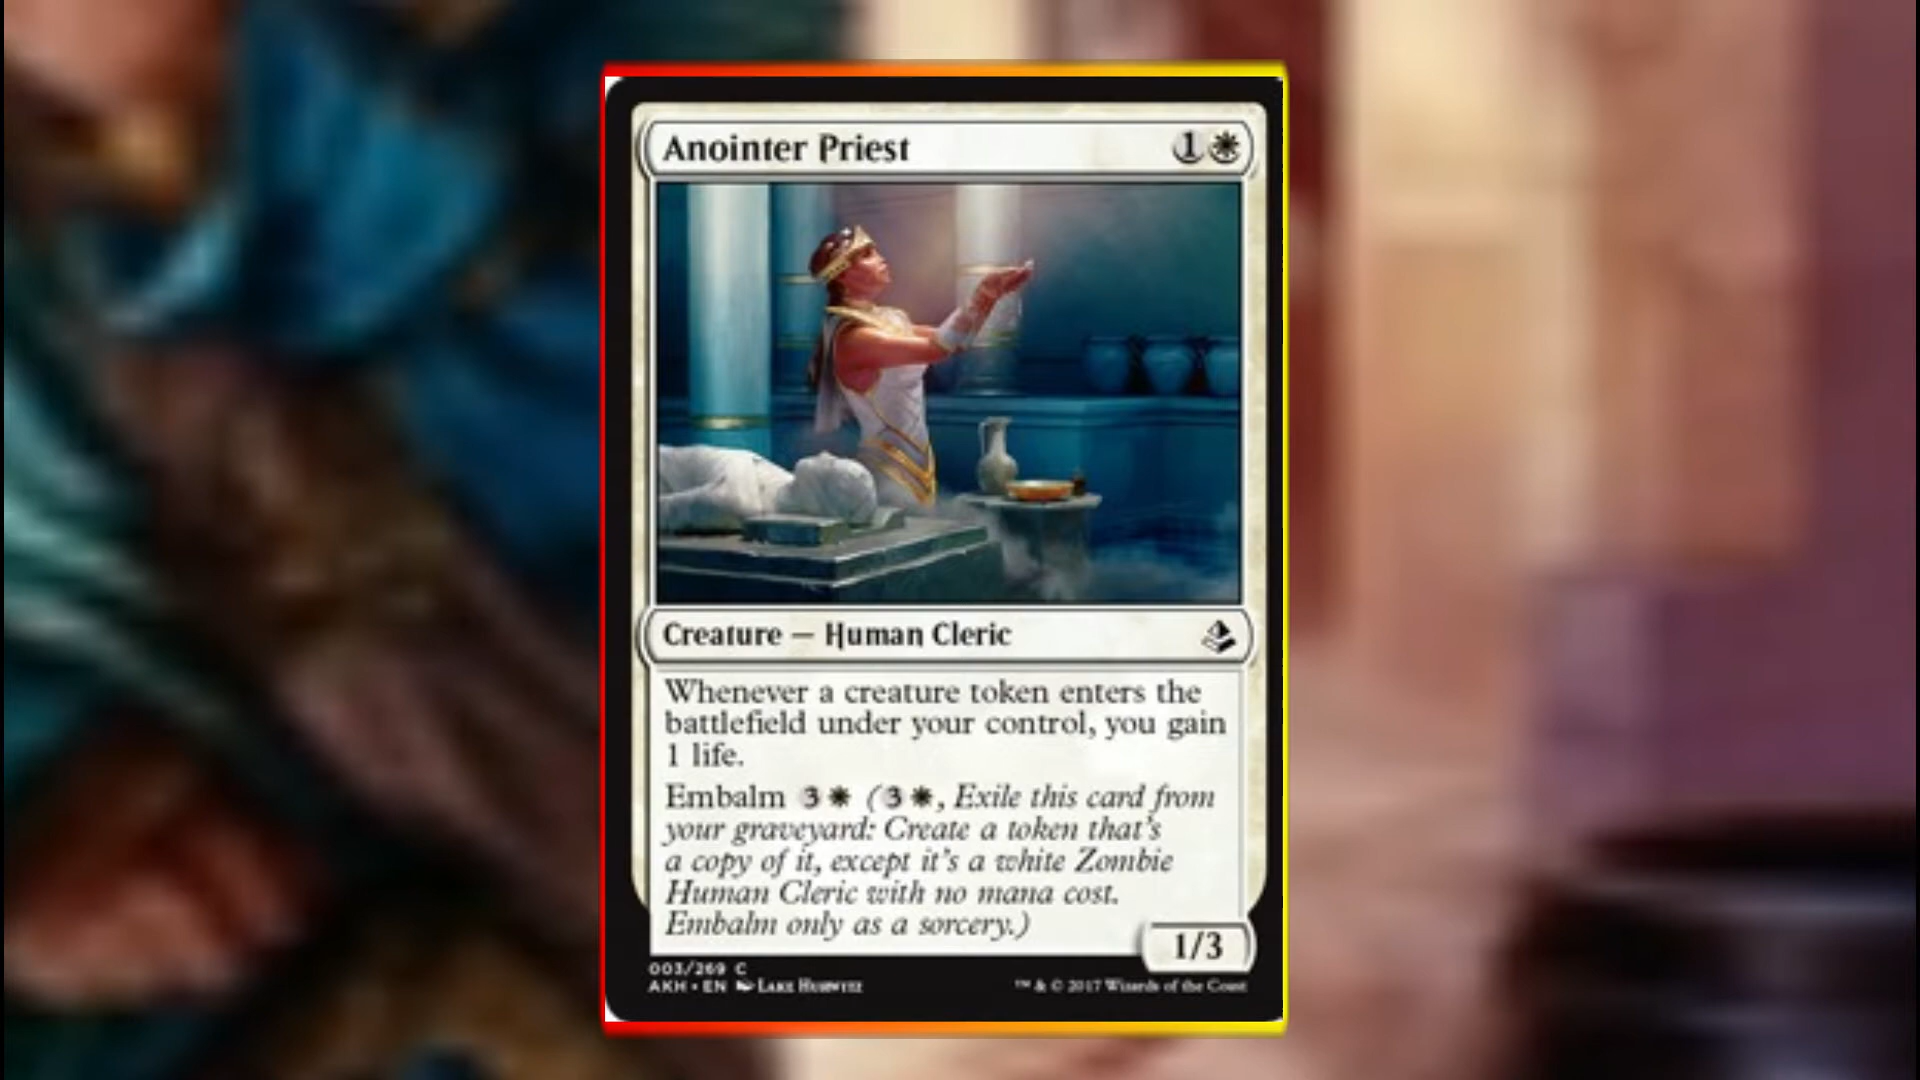 Anointer Priest 1
Creature — Human Cleric
Whenever a creature token enters the
battlefield under your control, you gain
1 life.
Embalm 3 (3, Exile this card from
your graveyard: Create a token that's
a copy of it, except it's a white Zombie
Human Cleric with no mana cost.
Embalm only as a sorcery.)
1/3
003/269 C
AKH • EN Lake Hurwitz
™ & © 2017 Wizards of the Coast